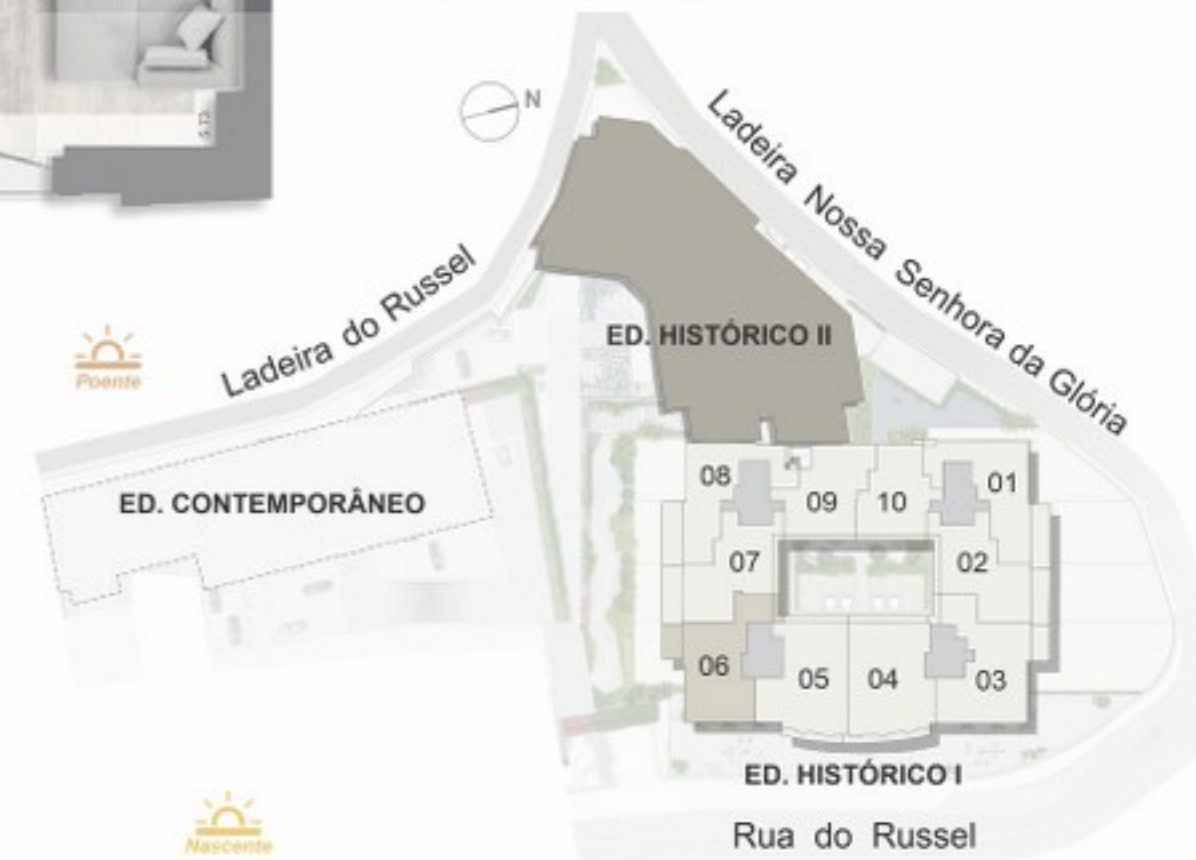 N
Ladeira Nossa Senhora da Glória
Ladeira do Russel
Poente
ED. HISTÓRICO II
ED. CONTEMPORÂNEO
08
09
10
01
07
02
06
05
04
03
ED. HISTÓRICO I
Nascente
Rua do Russel